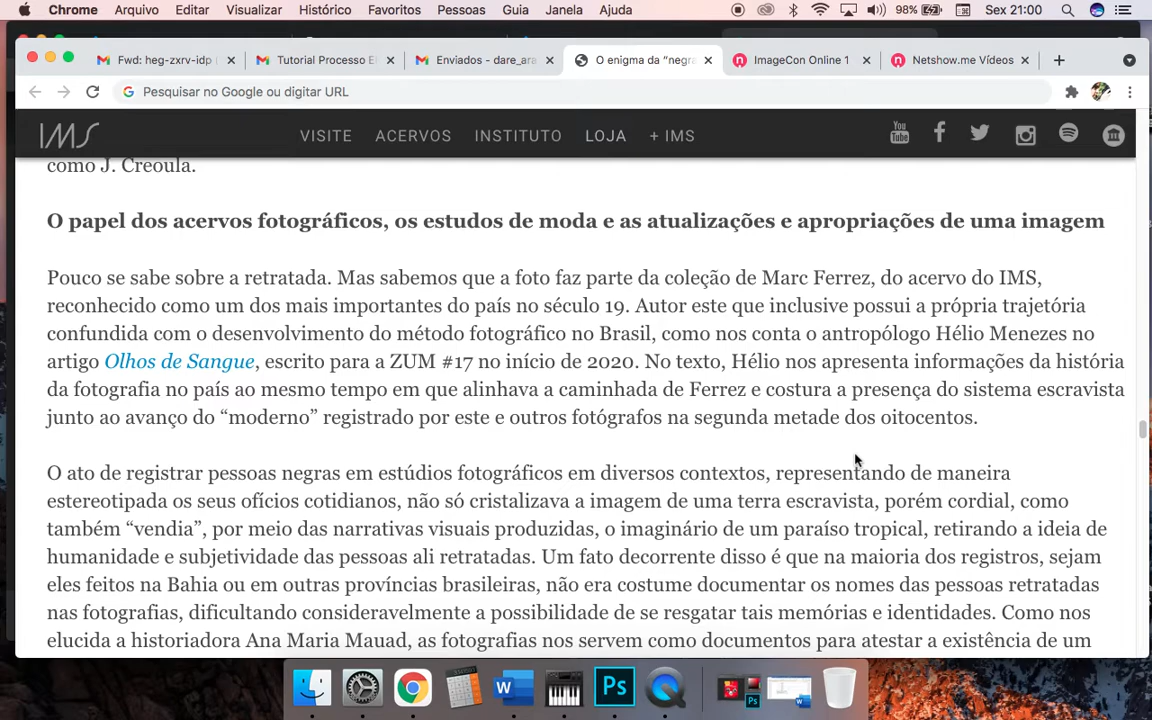 Chrome Arquivo Editar Visualizar Histórico Favoritos Pessoas Guia Janela Ajuda 98% Sex 21:00
Fwd: heg-zxrv-idp Tutorial Processo E Enviados - dare_ara O enigma da “negra ImageCon Online 1 Netshow.me Vídeos
Pesquisar no Google ou digitar URL
IMS VISITE ACERVOS INSTITUTO LOJA + IMS You Tube
como J. Creoula.
O papel dos acervos fotográficos, os estudos de moda e as atualizações e apropriações de uma imagem
Pouco se sabe sobre a retratada. Mas sabemos que a foto faz parte da coleção de Marc Ferrez, do acervo do IMS,
reconhecido como um dos mais importantes do país no século 19. Autor este que inclusive possui a própria trajetória
confundida com o desenvolvimento do método fotográfico no Brasil, como nos conta o antropólogo Hélio Menezes no
artigo Olhos de Sangue, escrito para a ZUM #17 no início de 2020. No texto, Hélio nos apresenta informações da história
da fotografia no país ao mesmo tempo em que alinhava a caminhada de Ferrez e costura a presença do sistema escravista
junto ao avanço do “moderno” registrado por este e outros fotógrafos na segunda metade dos oitocentos.
O ato de registrar pessoas negras em estúdios fotográficos em diversos contextos, representando de maneira
estereotipada os seus ofícios cotidianos, não só cristalizava a imagem de uma terra escravista, porém cordial, como
também “vendia”, por meio das narrativas visuais produzidas, o imaginário de um paraíso tropical, retirando a ideia de
humanidade e subjetividade das pessoas ali retratadas. Um fato decorrente disso é que na maioria dos registros, sejam
eles feitos na Bahia ou em outras províncias brasileiras, não era costume documentar os nomes das pessoas retratadas
nas fotografias, dificultando consideravelmente a possibilidade de se resgatar tais memórias e identidades. Como nos
elucida a historiadora Ana Maria Mauad, as fotografias nos servem como documentos para atestar a existência de um
W Ps